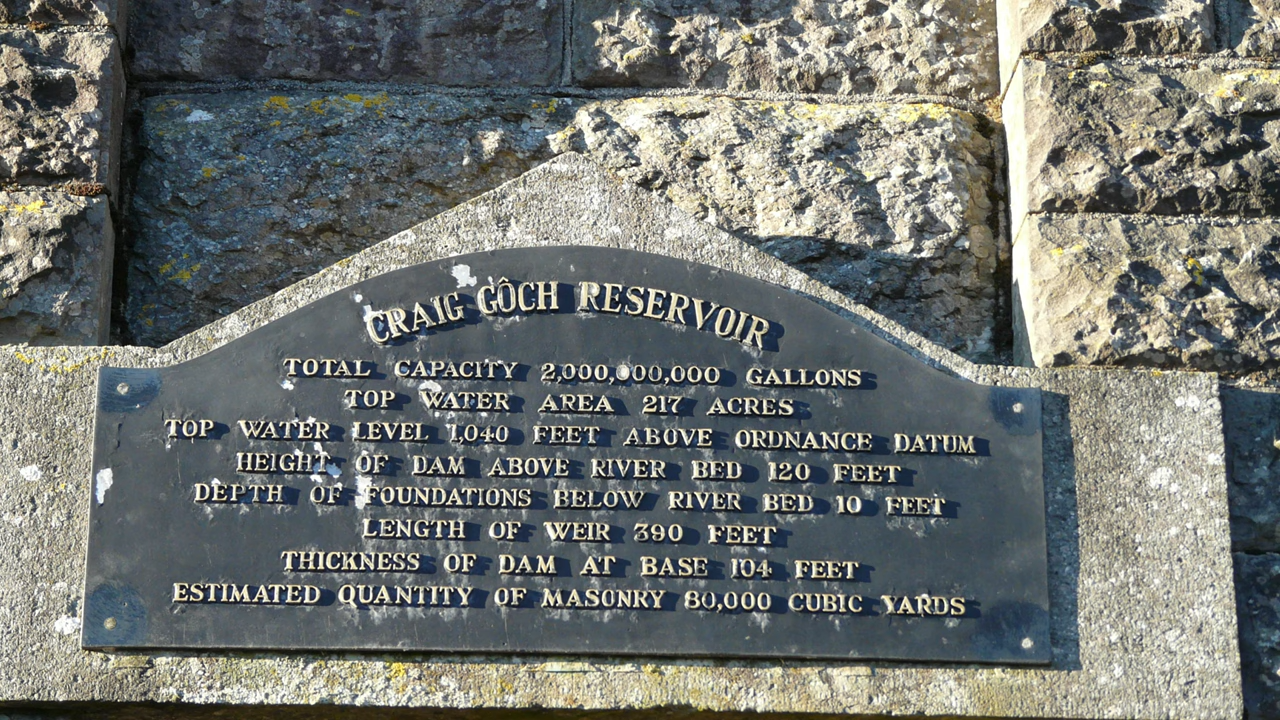 CRAIG GÔCH RESERVOIR
TOTAL CAPACITY 2,000,000,000 GALLONS
TOP WATER AREA 217 ACRES
TOP WATER LEVEL 1,040 FEET ABOVE ORDNANCE DATUM
HEIGHT OF DAM ABOVE RIVER BED 120 FEET
DEPTH OF FOUNDATIONS BELOW RIVER BED 10 FEET
LENGTH OF WEIR 390 FEET
THICKNESS OF DAM AT BASE 104 FEET
ESTIMATED QUANTITY OF MASONRY 80,000 CUBIC YARDS